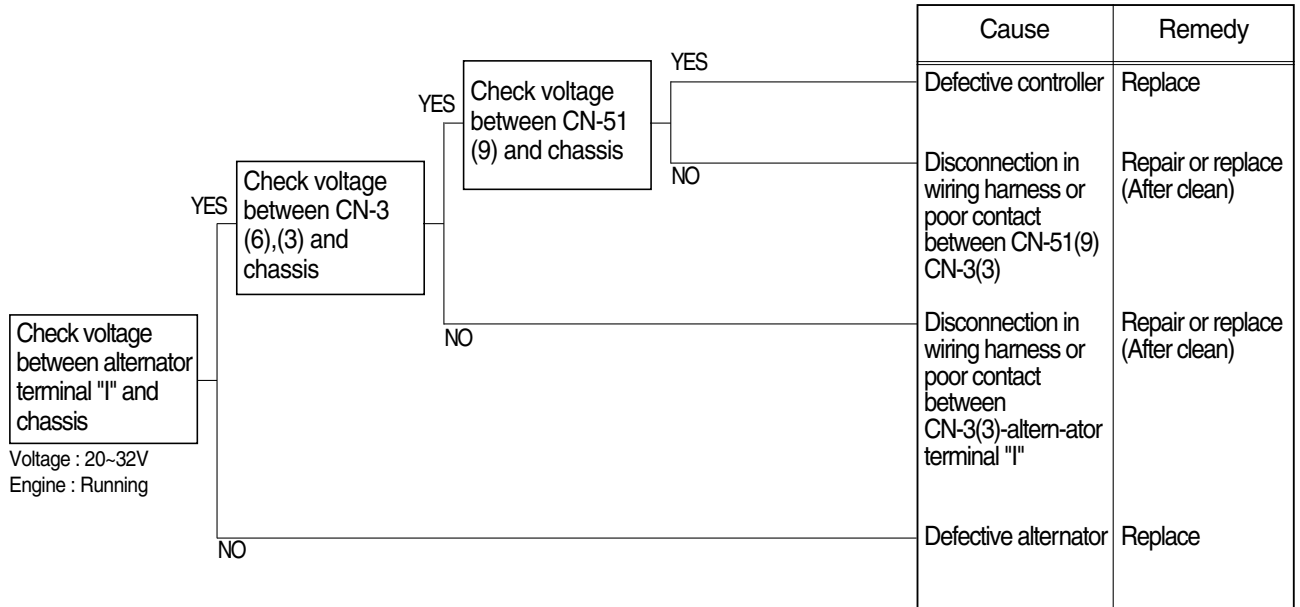 Cause
Remedy
YES
Defective controller
Replace
YES
Check voltage
between CN-51
(9) and chassis
NO
Disconnection in
wiring harness or
poor contact
between CN-51(9)
CN-3(3)
Repair or replace
(After clean)
YES
Check voltage
between CN-3
(6),(3) and
chassis
NO
Disconnection in
wiring harness or
poor contact
between
CN-3(3)-altern-ator
terminal "I"
Repair or replace
(After clean)
Check voltage
between alternator
terminal "I" and
chassis
Voltage : 20~32V
Engine : Running
NO
Defective alternator
Replace